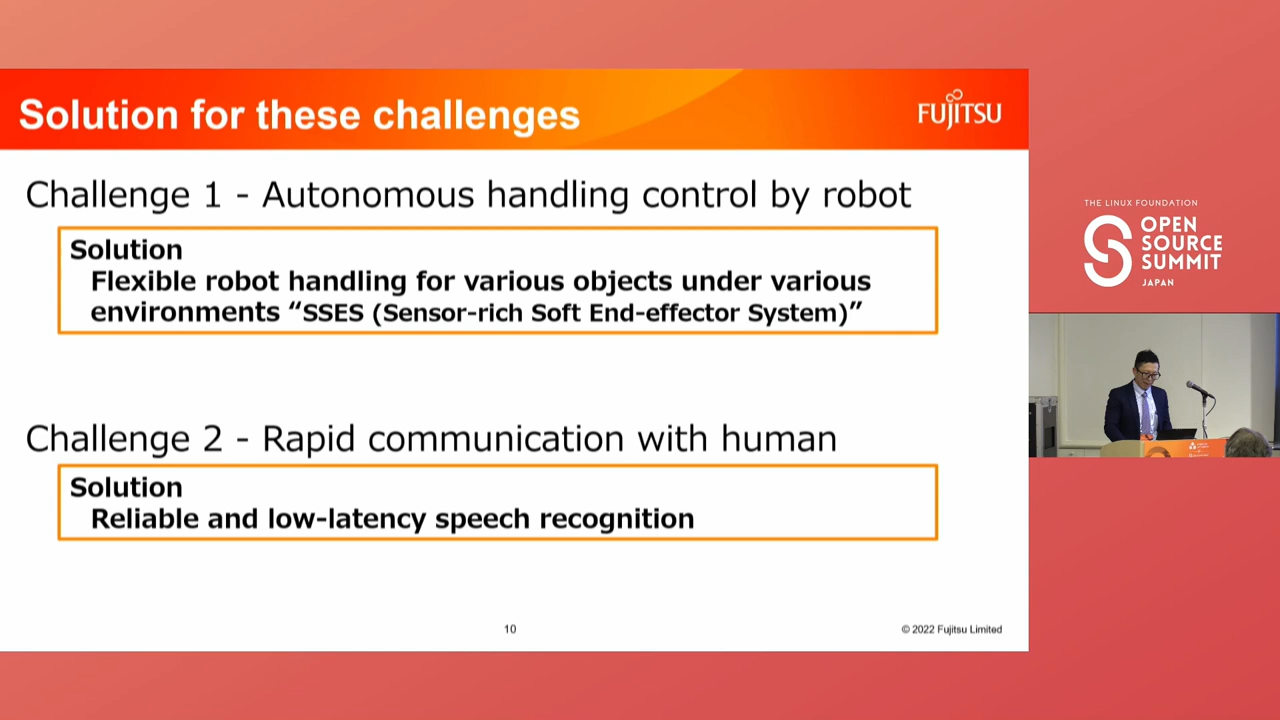 Solution for these challenges
FUJITSU
Challenge 1 - Autonomous handling control by robot
Solution
Flexible robot handling for various objects under various
environments “SSES (Sensor-rich Soft End-effector System)”
Challenge 2 - Rapid communication with human
Solution
Reliable and low-latency speech recognition
10
© 2022 Fujitsu Limited
THE LINUX FOUNDATION
OPEN
SOURCE
SUMMIT
JAPAN